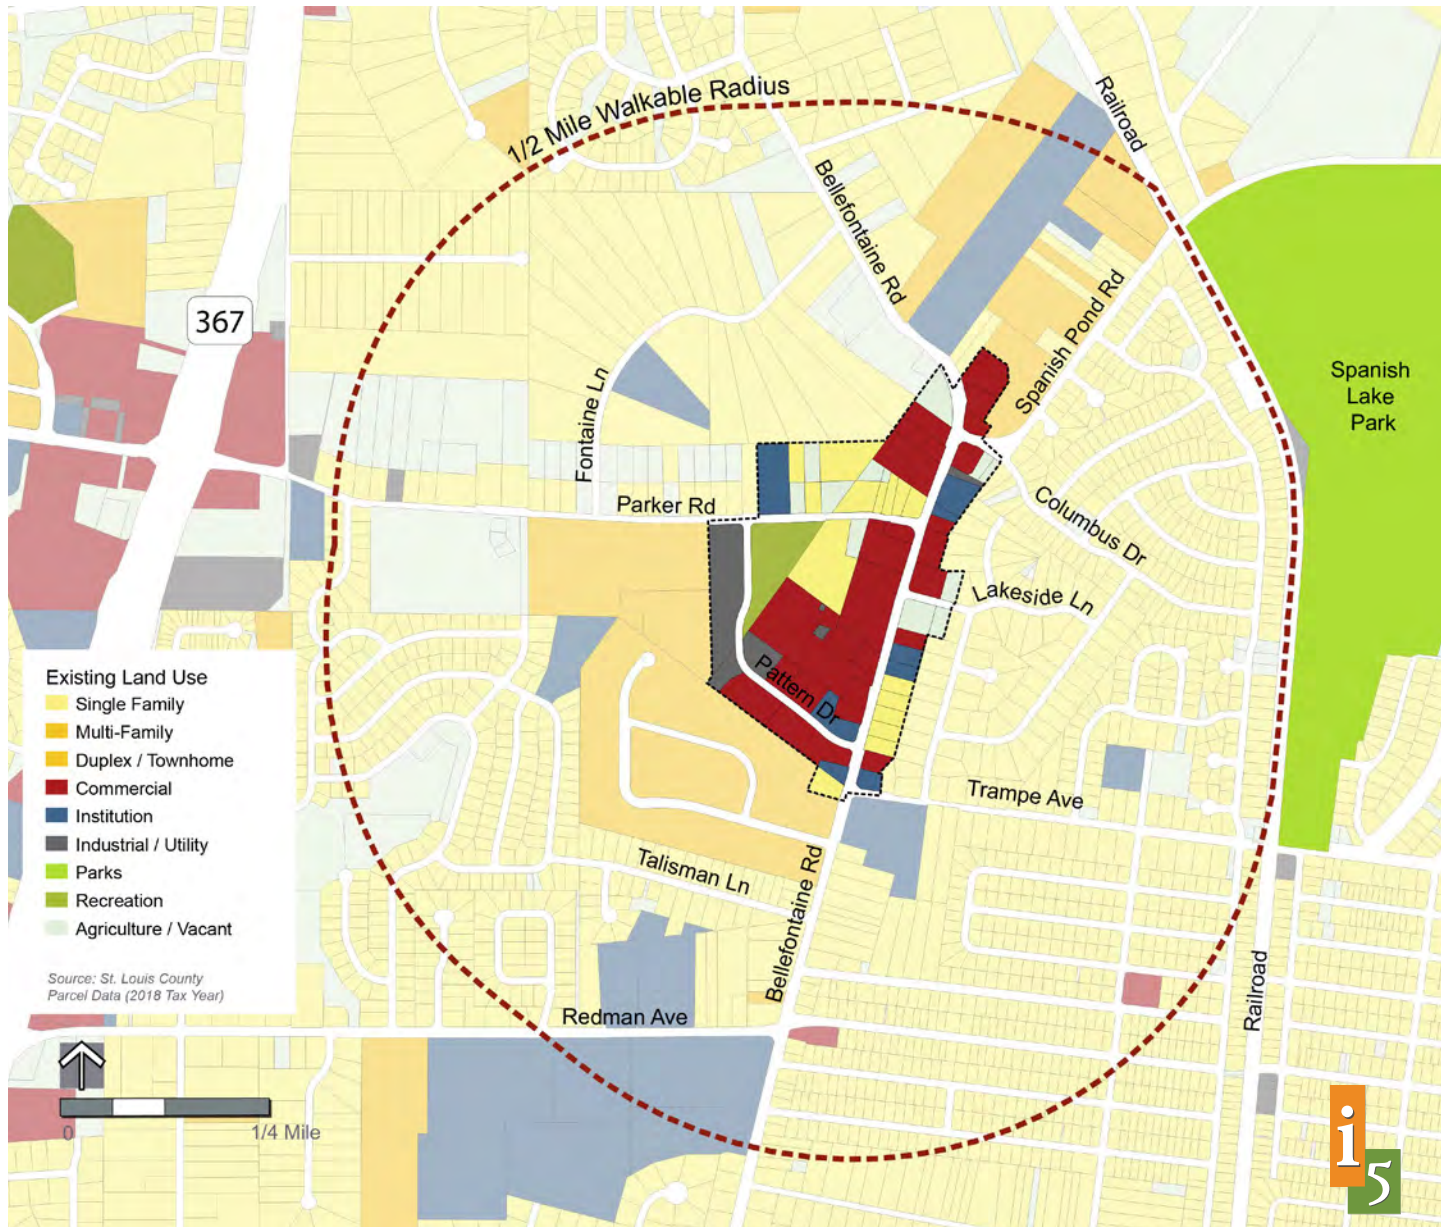 1/2 Mile Walkable Radius
Railroad
Bellefontaine Rd
367
Spanish Pond Rd
Spanish
Lake
Park
Fontaine Ln
Parker Rd
Columbus Dr
Lakeside Ln
Pattern Dr
Trampe Ave
Talisman Ln
Bellefontaine Rd
Redman Ave
Railroad
Existing Land Use
Single Family
Multi-Family
Duplex / Townhome
Commercial
Institution
Industrial / Utility
Parks
Recreation
Agriculture / Vacant
Source: St. Louis County
Parcel Data (2018 Tax Year)
0 1/4 Mile
i
5